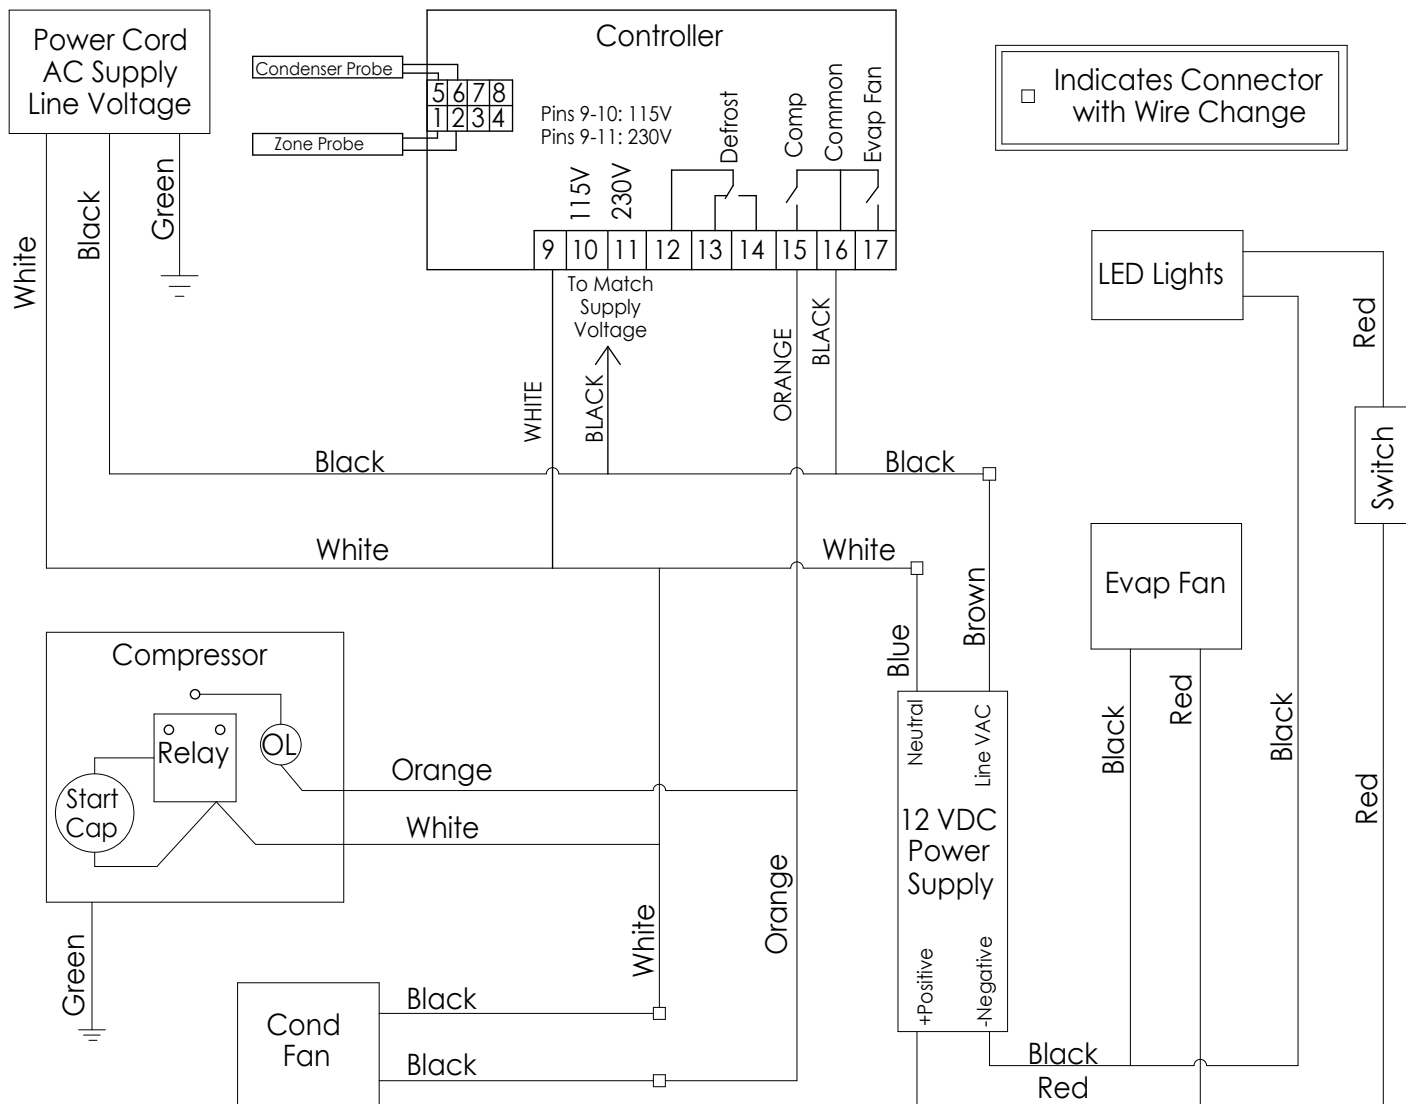 Power Cord
AC Supply
Line Voltage
Controller
Condenser Probe
5 6 7 8
1 2 3 4
Zone Probe
Pins 9-10: 115V
Pins 9-11: 230V
115V
230V
Defrost
Comp
Common
Evap Fan
9 10 11 12 13 14 15 16 17
Indicates Connector
with Wire Change
White
Black
Green
To Match
Supply
Voltage
WHITE
BLACK
ORANGE
BLACK
LED Lights
Red
Switch
Black
Black
White
White
Blue
Brown
Evap Fan
Compressor
Relay
OL
Start
Cap
Orange
White
Green
White
Orange
Neutral
Line VAC
12 VDC
Power
Supply
+Positive
-Negative
Black
Red
Black
Red
Cond
Fan
Black
Black
Black
Red